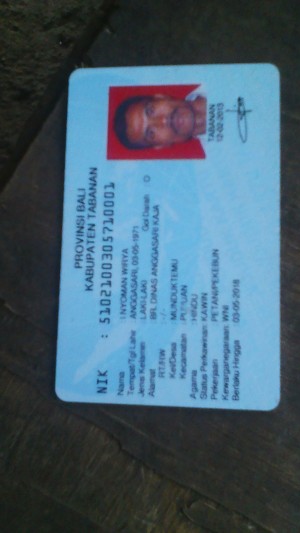 PROVINSI BALI
KABUPATEN TABANAN
NIK : 5102100305710001
Nama I NYOMAN WIRYA
Tempat/Tgl Lahir ANGGASARI, 03-05-1971
Jenis Kelamin LAKI-LAKI Gol Darah O
Alamat BR. DINAS ANGGASARI KAJA
RT/RW -/-
Kel/Desa MUNDUKTEMU
Kecamatan PUPUAN
Agama HINDU
Status Perkawinan: KAWIN
Pekerjaan PETANI/PEKEBUN
Kewarganegaraan WNI
Berlaku Hingga 03-05-2018
TABANAN
12-02-2013